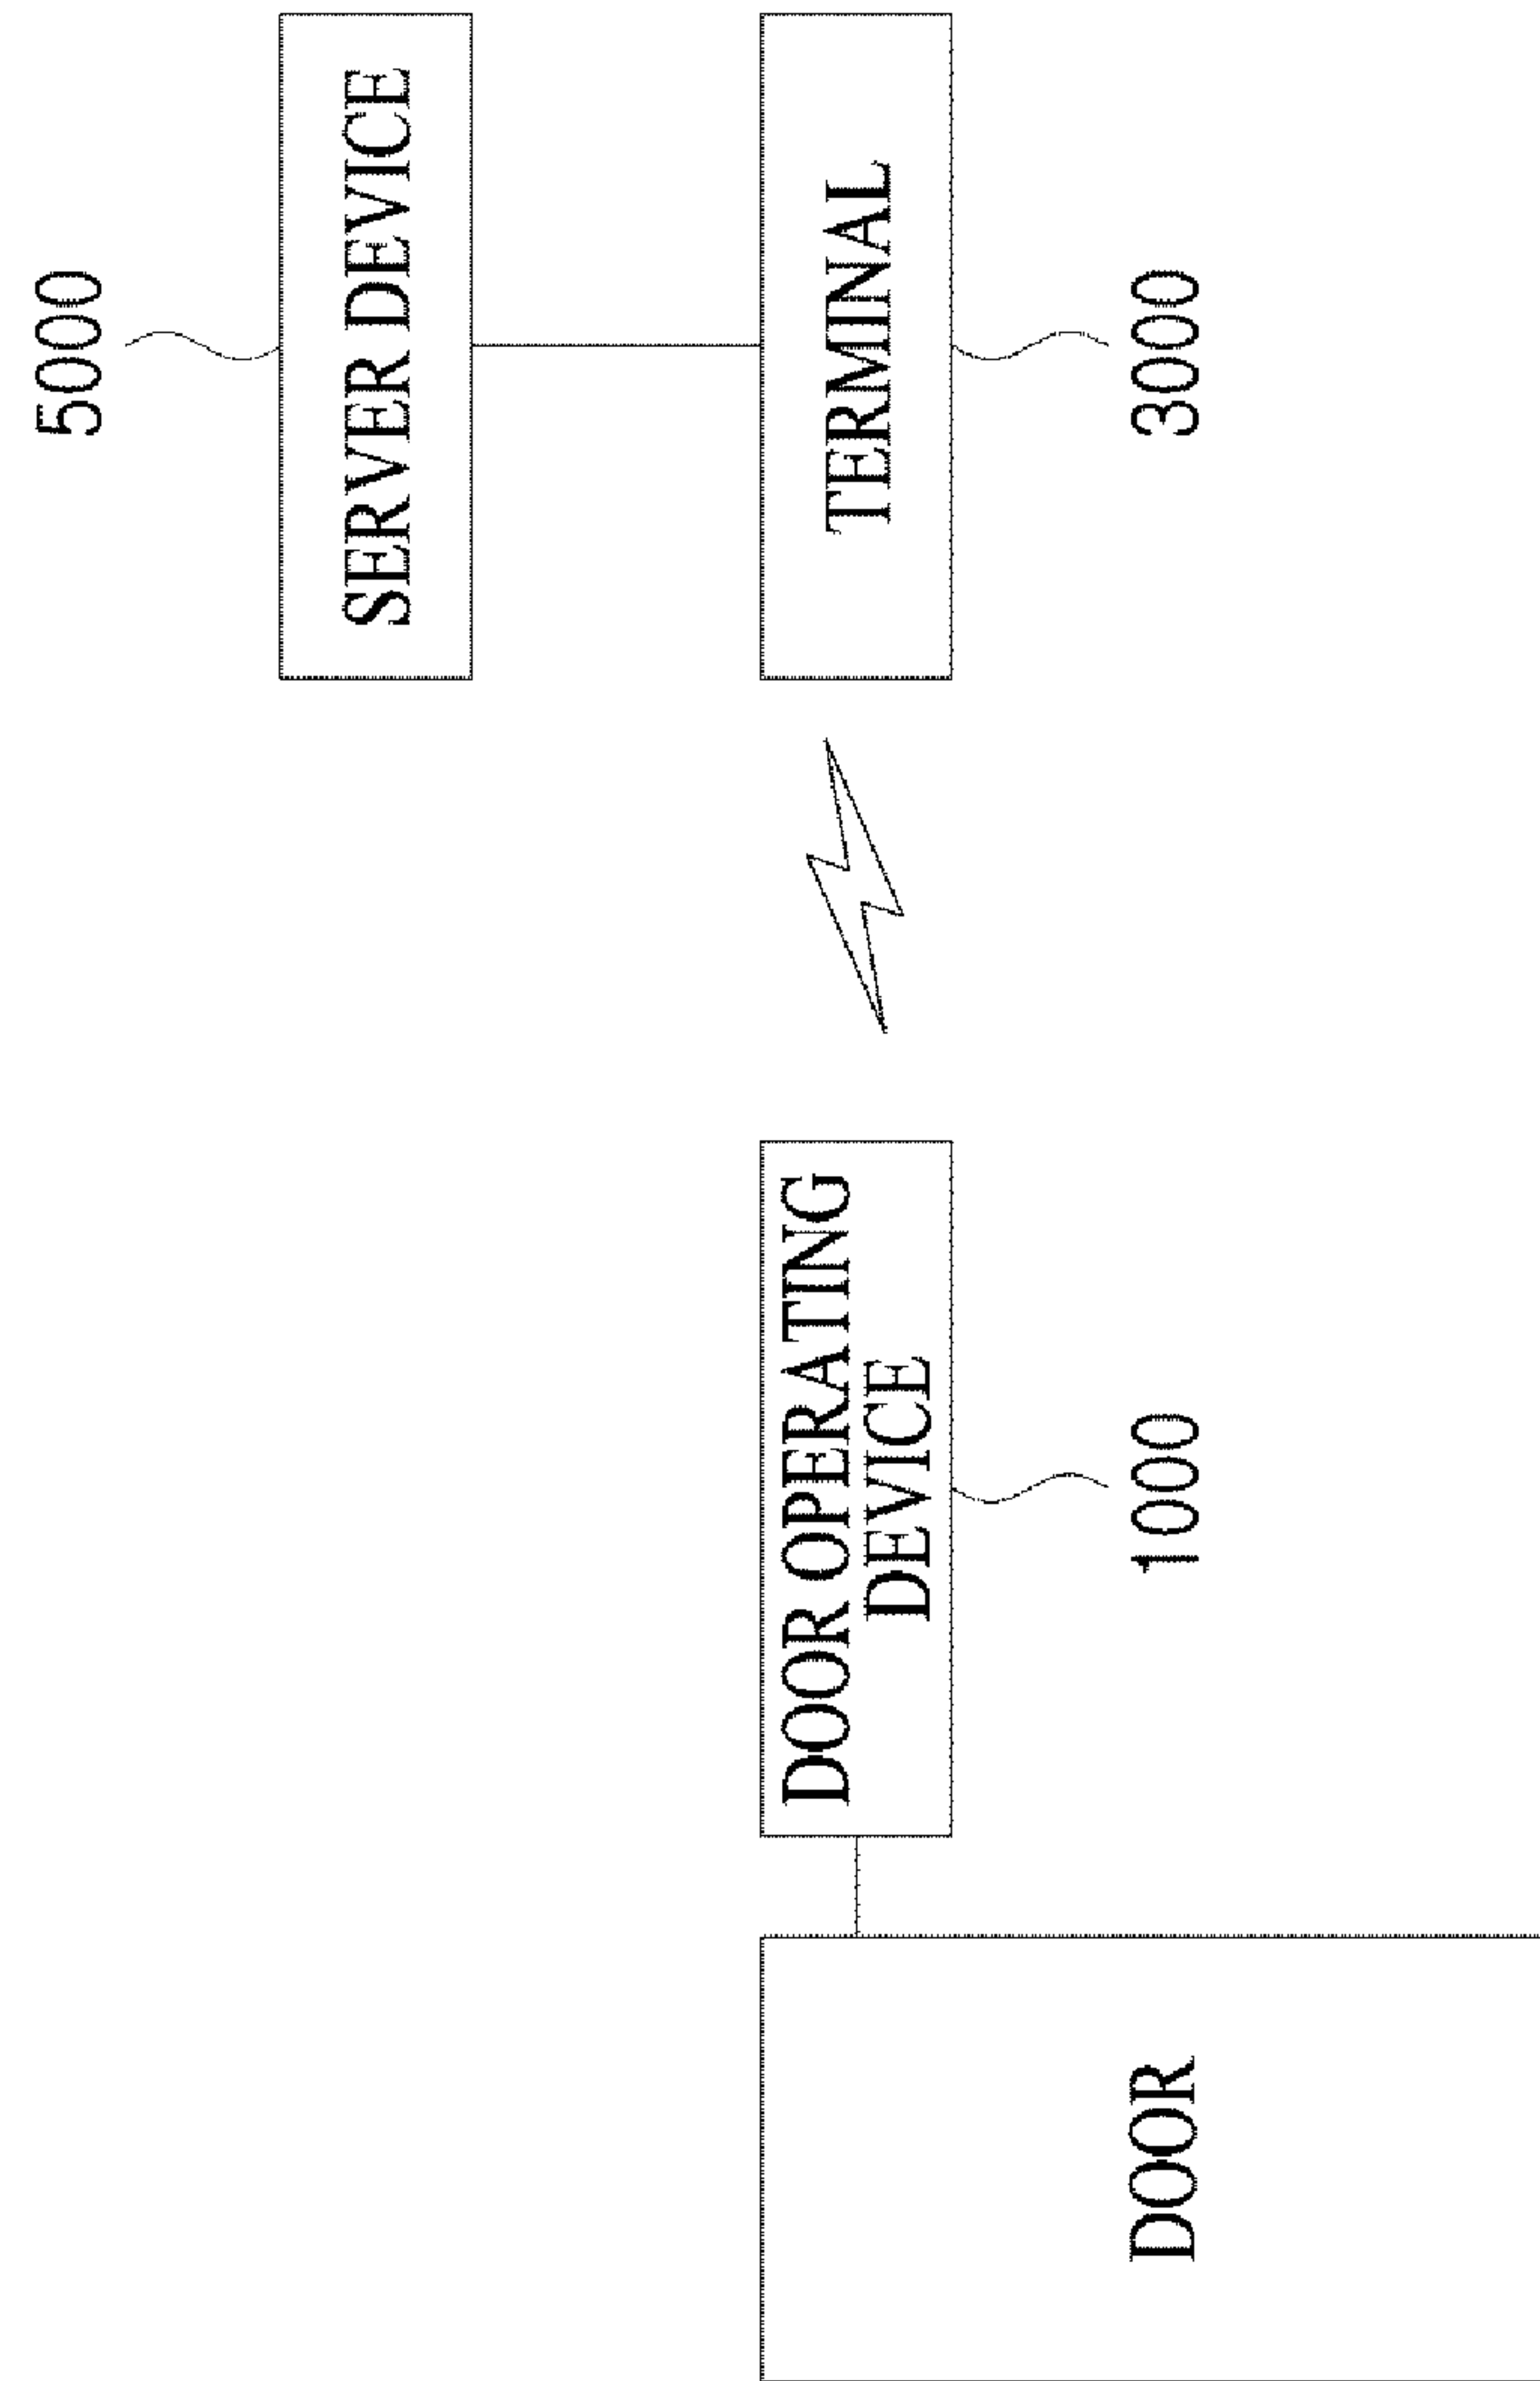 5000
SERVER DEVICE
DOOR OPERATING
DEVICE
TERMINAL
DOOR
1000
3000